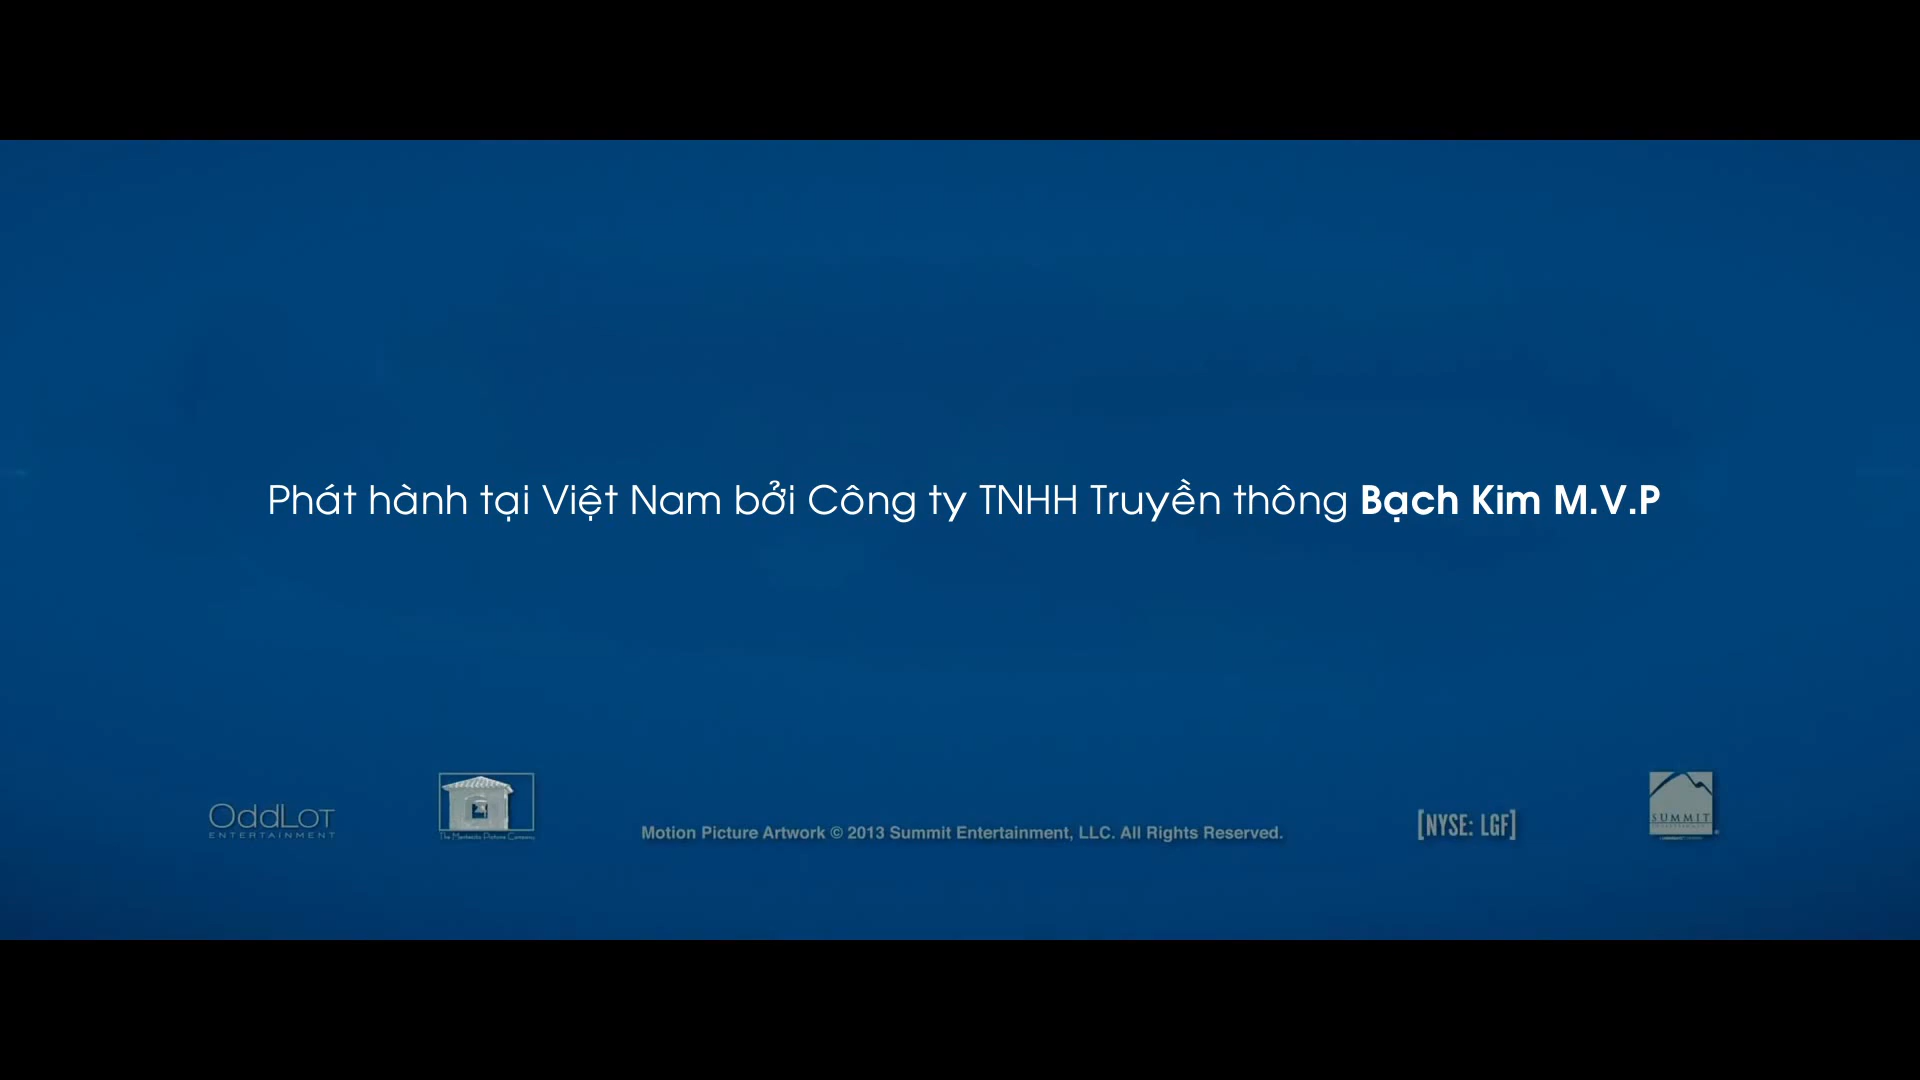 Phát hành tại Việt Nam bởi Công ty TNHH Truyền thông Bạch Kim M.V.P
OddLot
ENTERTAINMENT
Motion Picture Artwork © 2013 Summit Entertainment, LLC. All Rights Reserved.
[NYSE: LGF]
SUMMIT